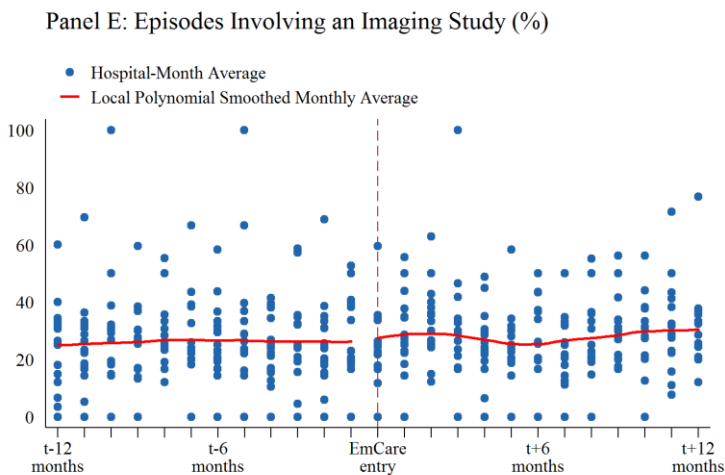 Panel E: Episodes Involving an Imaging Study (%)
Hospital-Month Average
Local Polynomial Smoothed Monthly Average
100
80
60
40
20
0
t-12 months
t-6 months
EmCare entry
t+6 months
t+12 months